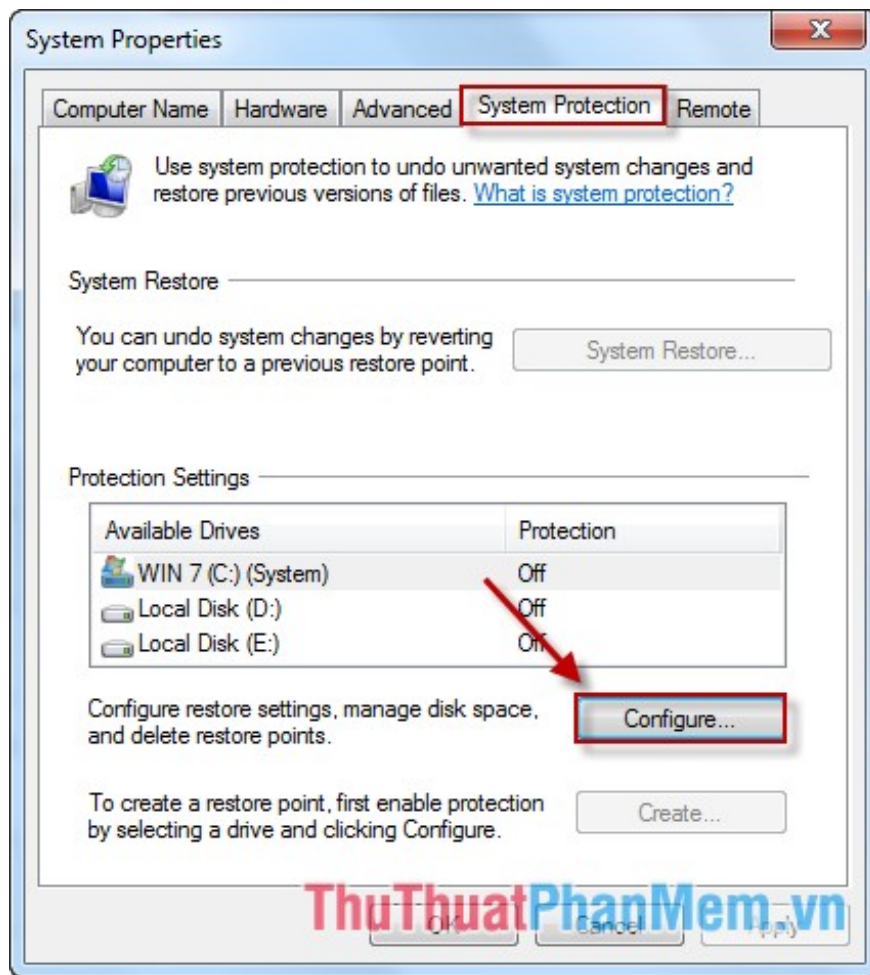 System Properties
Computer Name Hardware Advanced System Protection Remote
Use system protection to undo unwanted system changes and
restore previous versions of files. What is system protection?
System Restore
You can undo system changes by reverting
your computer to a previous restore point.
System Restore...
Protection Settings
Available Drives Protection
WIN 7 (C:) (System) Off
Local Disk (D:) Off
Local Disk (E:) Off
Configure restore settings, manage disk space,
and delete restore points.
Configure...
To create a restore point, first enable protection
by selecting a drive and clicking Configure.
Create...
ThuThuatPhanMem.vn
OK Cancel Apply